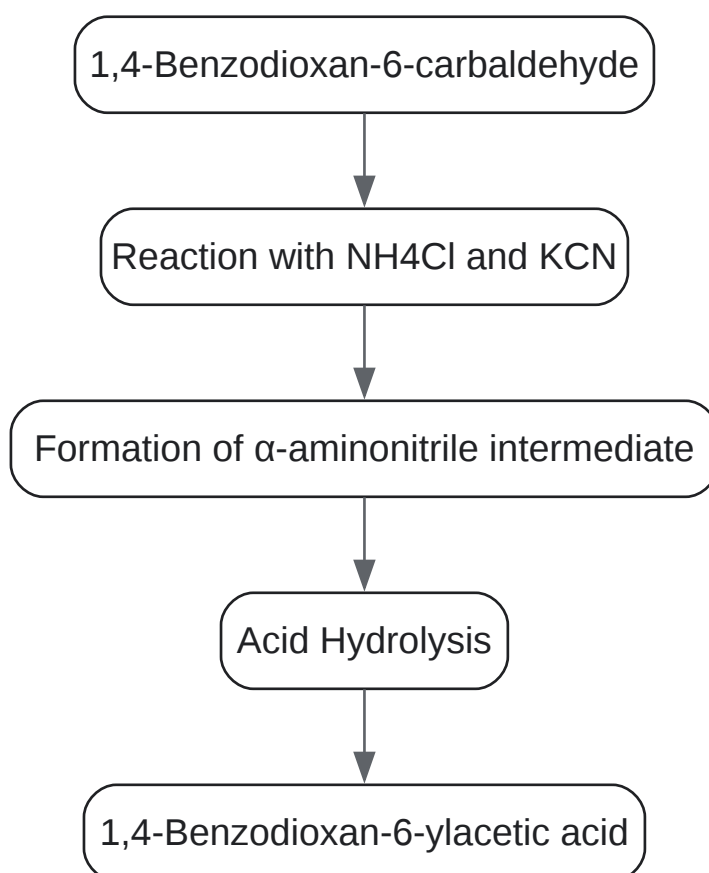 1,4-Benzodioxan-6-carbaldehyde
Reaction with NH4Cl and KCN
Formation of α-aminonitrile intermediate
Acid Hydrolysis
1,4-Benzodioxan-6-ylacetic acid